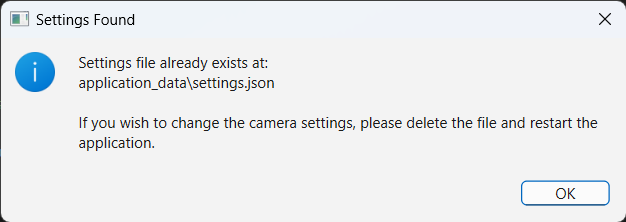 Settings Found
Settings file already exists at:
application_data\settings.json
If you wish to change the camera settings, please delete the file and restart the
application.
OK